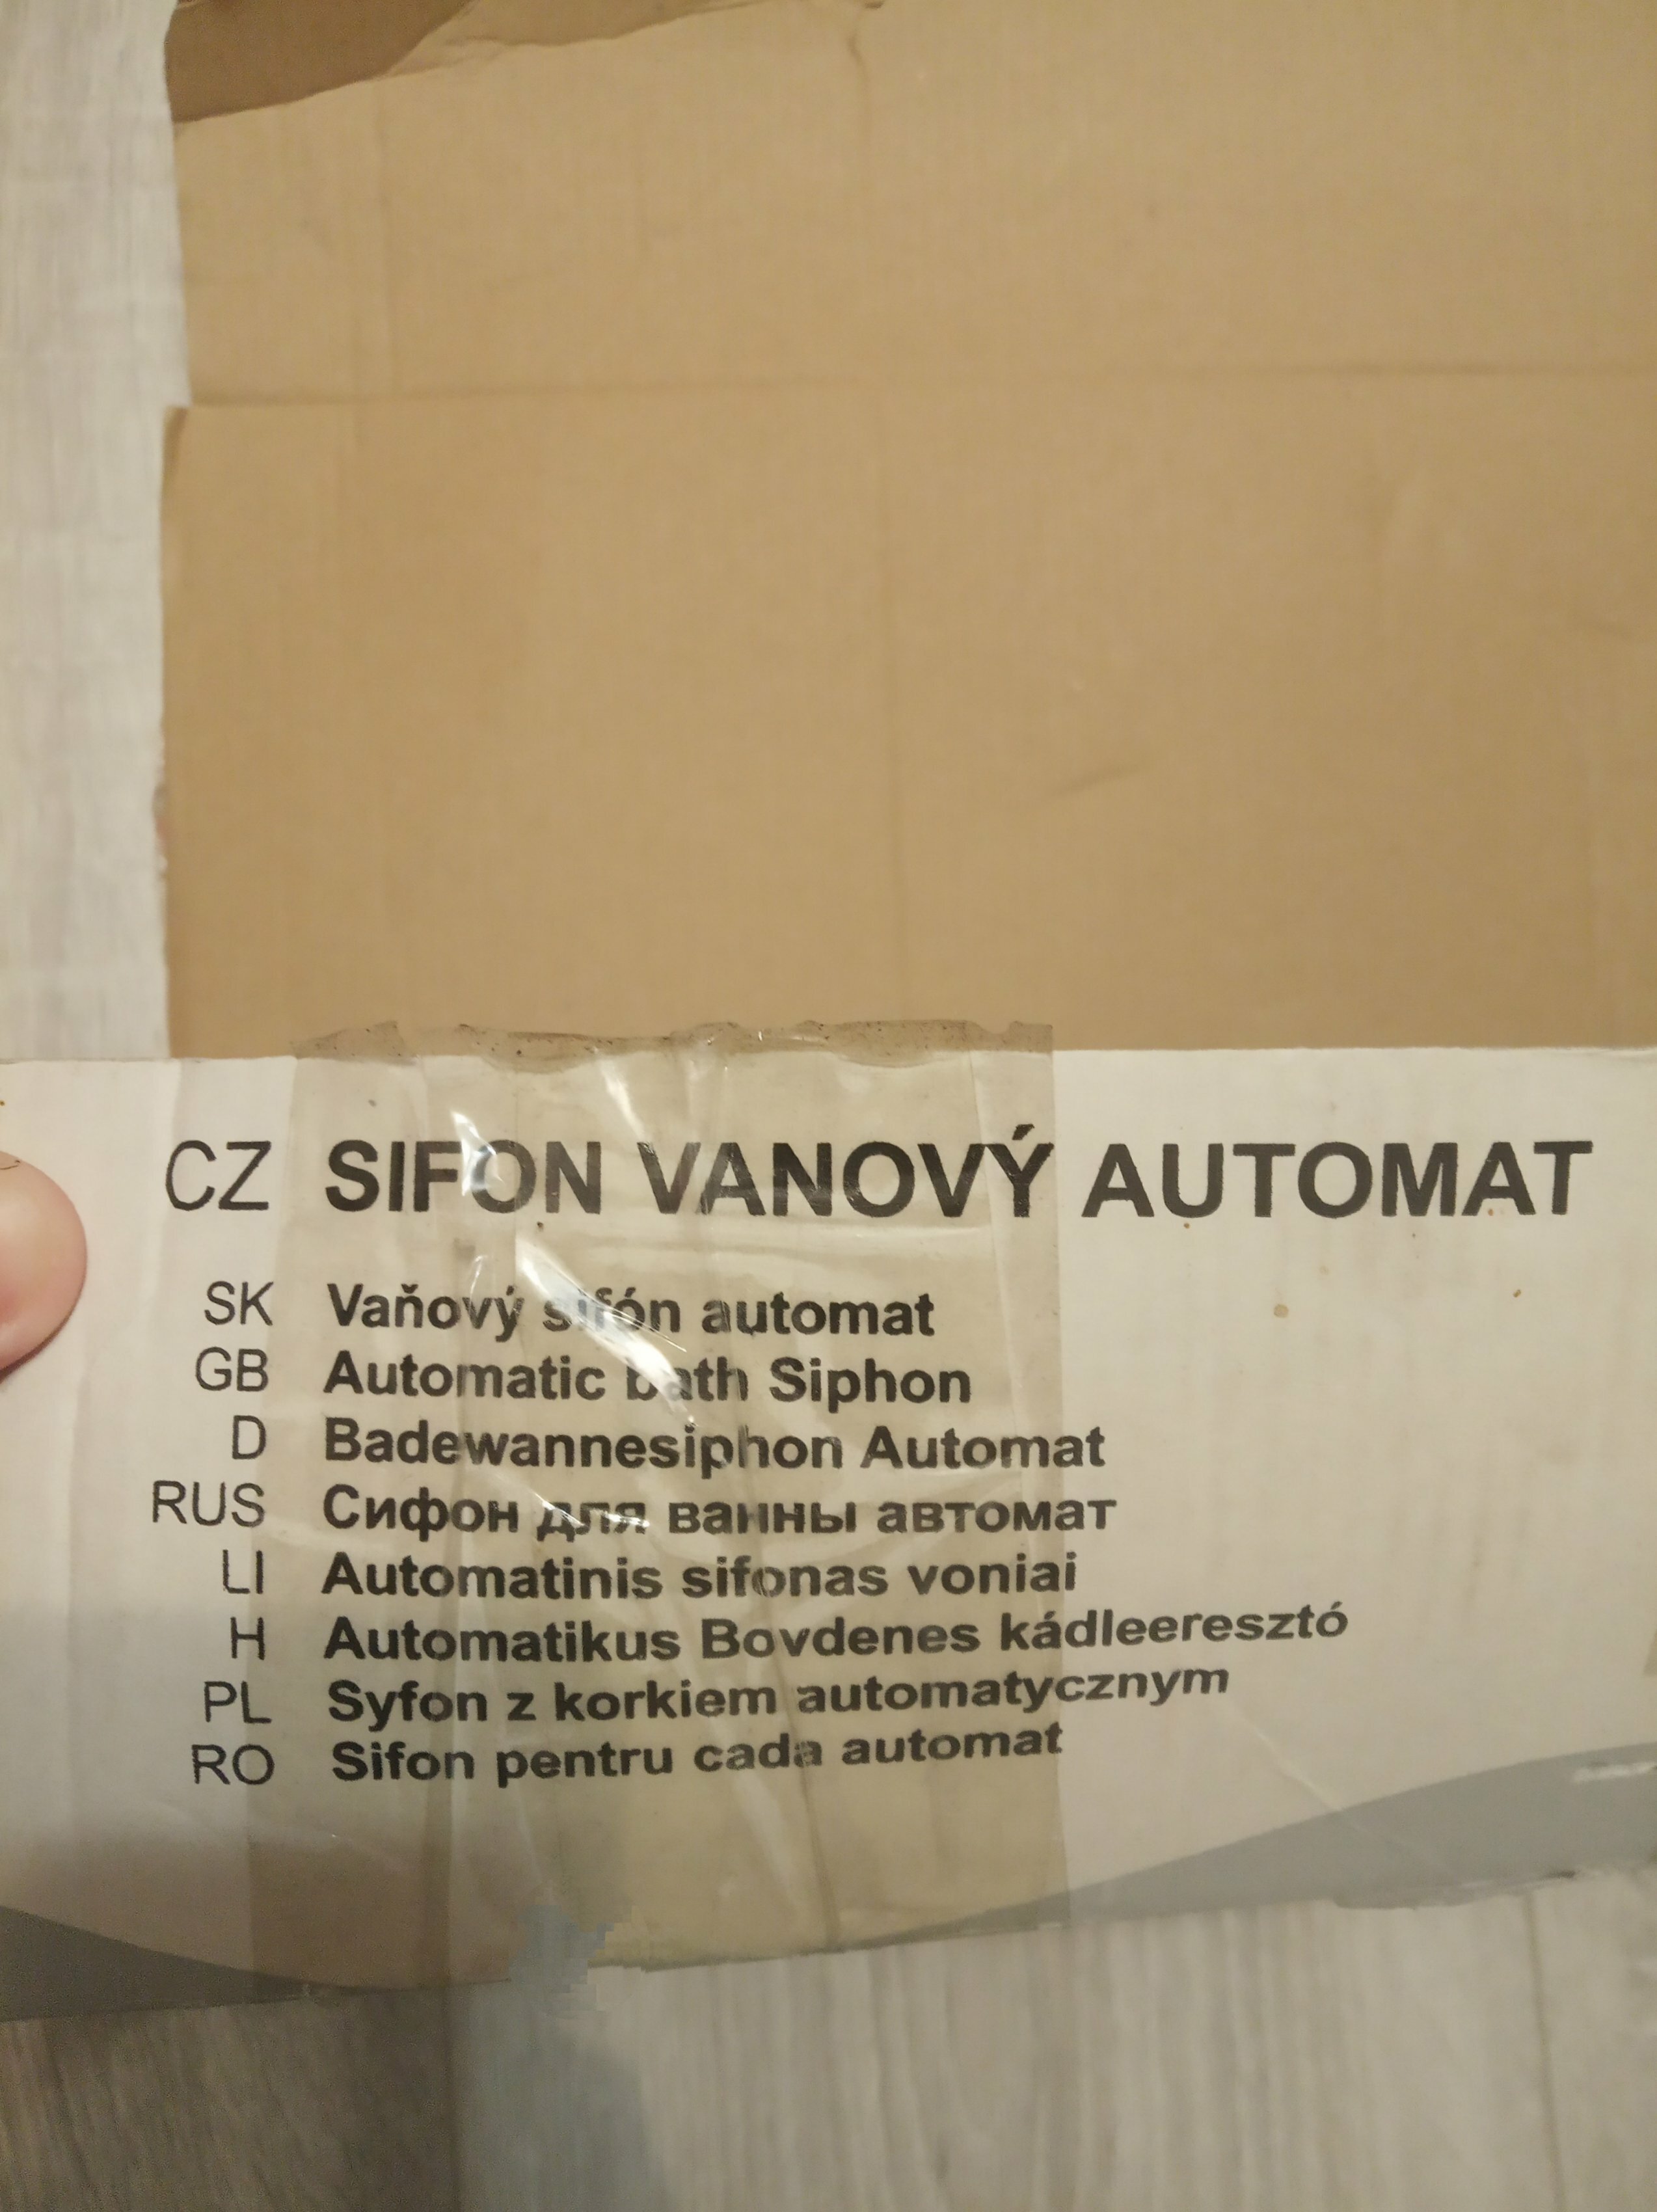 CZ SIFON VANOVÝ AUTOMAT
SK Vaňový sifón automat
GB Automatic bath Siphon
D Badewannesiphon Automat
RUS Сифон для ванны автомат
LI Automatinis sifonas voniai
H Automatikus Bovdenes kádleeresztó
PL Syfon z korkiem automatycznym
RO Sifon pentru cada automat